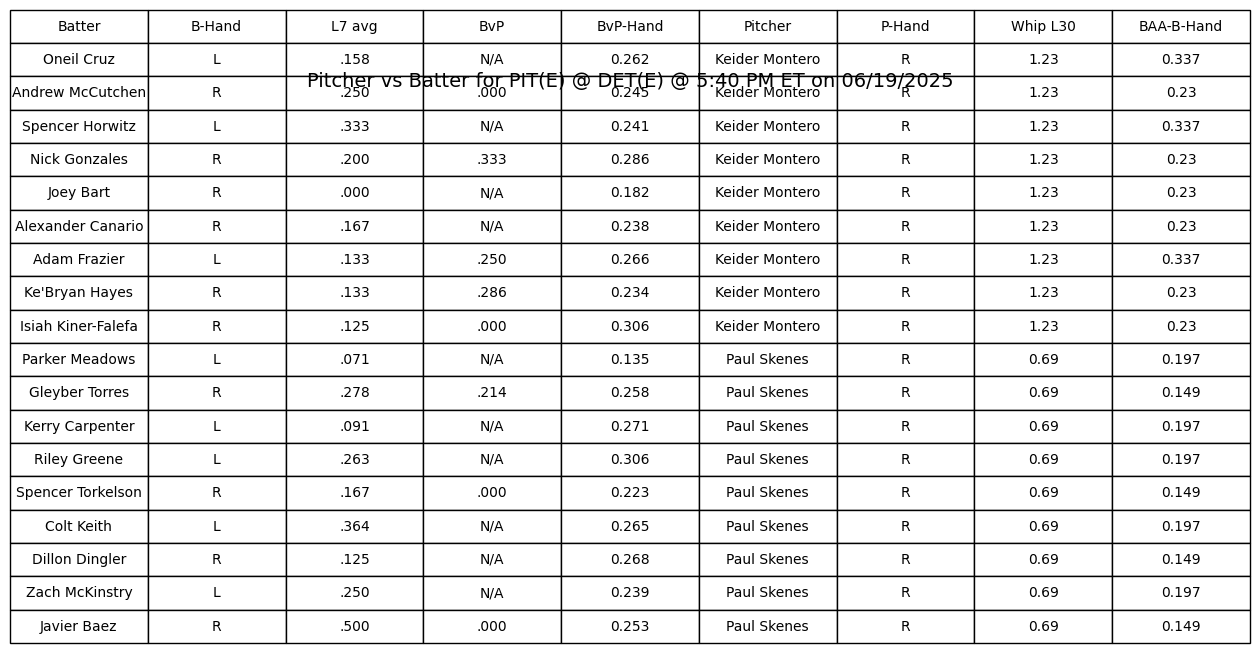 Batter B-Hand L7 avg BvP BvP-Hand Pitcher P-Hand Whip L30 BAA-B-Hand
Oneil Cruz L .158 N/A 0.262 Keider Montero R 1.23 0.337
Pitcher vs Batter for PIT(E) @ DET(E) @ 5:40 PM ET on 06/19/2025
Andrew McCutchen R .250 .000 0.245 Keider Montero R 1.23 0.23
Spencer Horwitz L .333 N/A 0.241 Keider Montero R 1.23 0.337
Nick Gonzales R .200 .333 0.286 Keider Montero R 1.23 0.23
Joey Bart R .000 N/A 0.182 Keider Montero R 1.23 0.23
Alexander Canario R .167 N/A 0.238 Keider Montero R 1.23 0.23
Adam Frazier L .133 .250 0.266 Keider Montero R 1.23 0.337
Ke'Bryan Hayes R .133 .286 0.234 Keider Montero R 1.23 0.23
Isiah Kiner-Falefa R .125 .000 0.306 Keider Montero R 1.23 0.23
Parker Meadows L .071 N/A 0.135 Paul Skenes R 0.69 0.197
Gleyber Torres R .278 .214 0.258 Paul Skenes R 0.69 0.149
Kerry Carpenter L .091 N/A 0.271 Paul Skenes R 0.69 0.197
Riley Greene L .263 N/A 0.306 Paul Skenes R 0.69 0.197
Spencer Torkelson R .167 .000 0.223 Paul Skenes R 0.69 0.149
Colt Keith L .364 N/A 0.265 Paul Skenes R 0.69 0.197
Dillon Dingler R .125 N/A 0.268 Paul Skenes R 0.69 0.149
Zach McKinstry L .250 N/A 0.239 Paul Skenes R 0.69 0.197
Javier Baez R .500 .000 0.253 Paul Skenes R 0.69 0.149